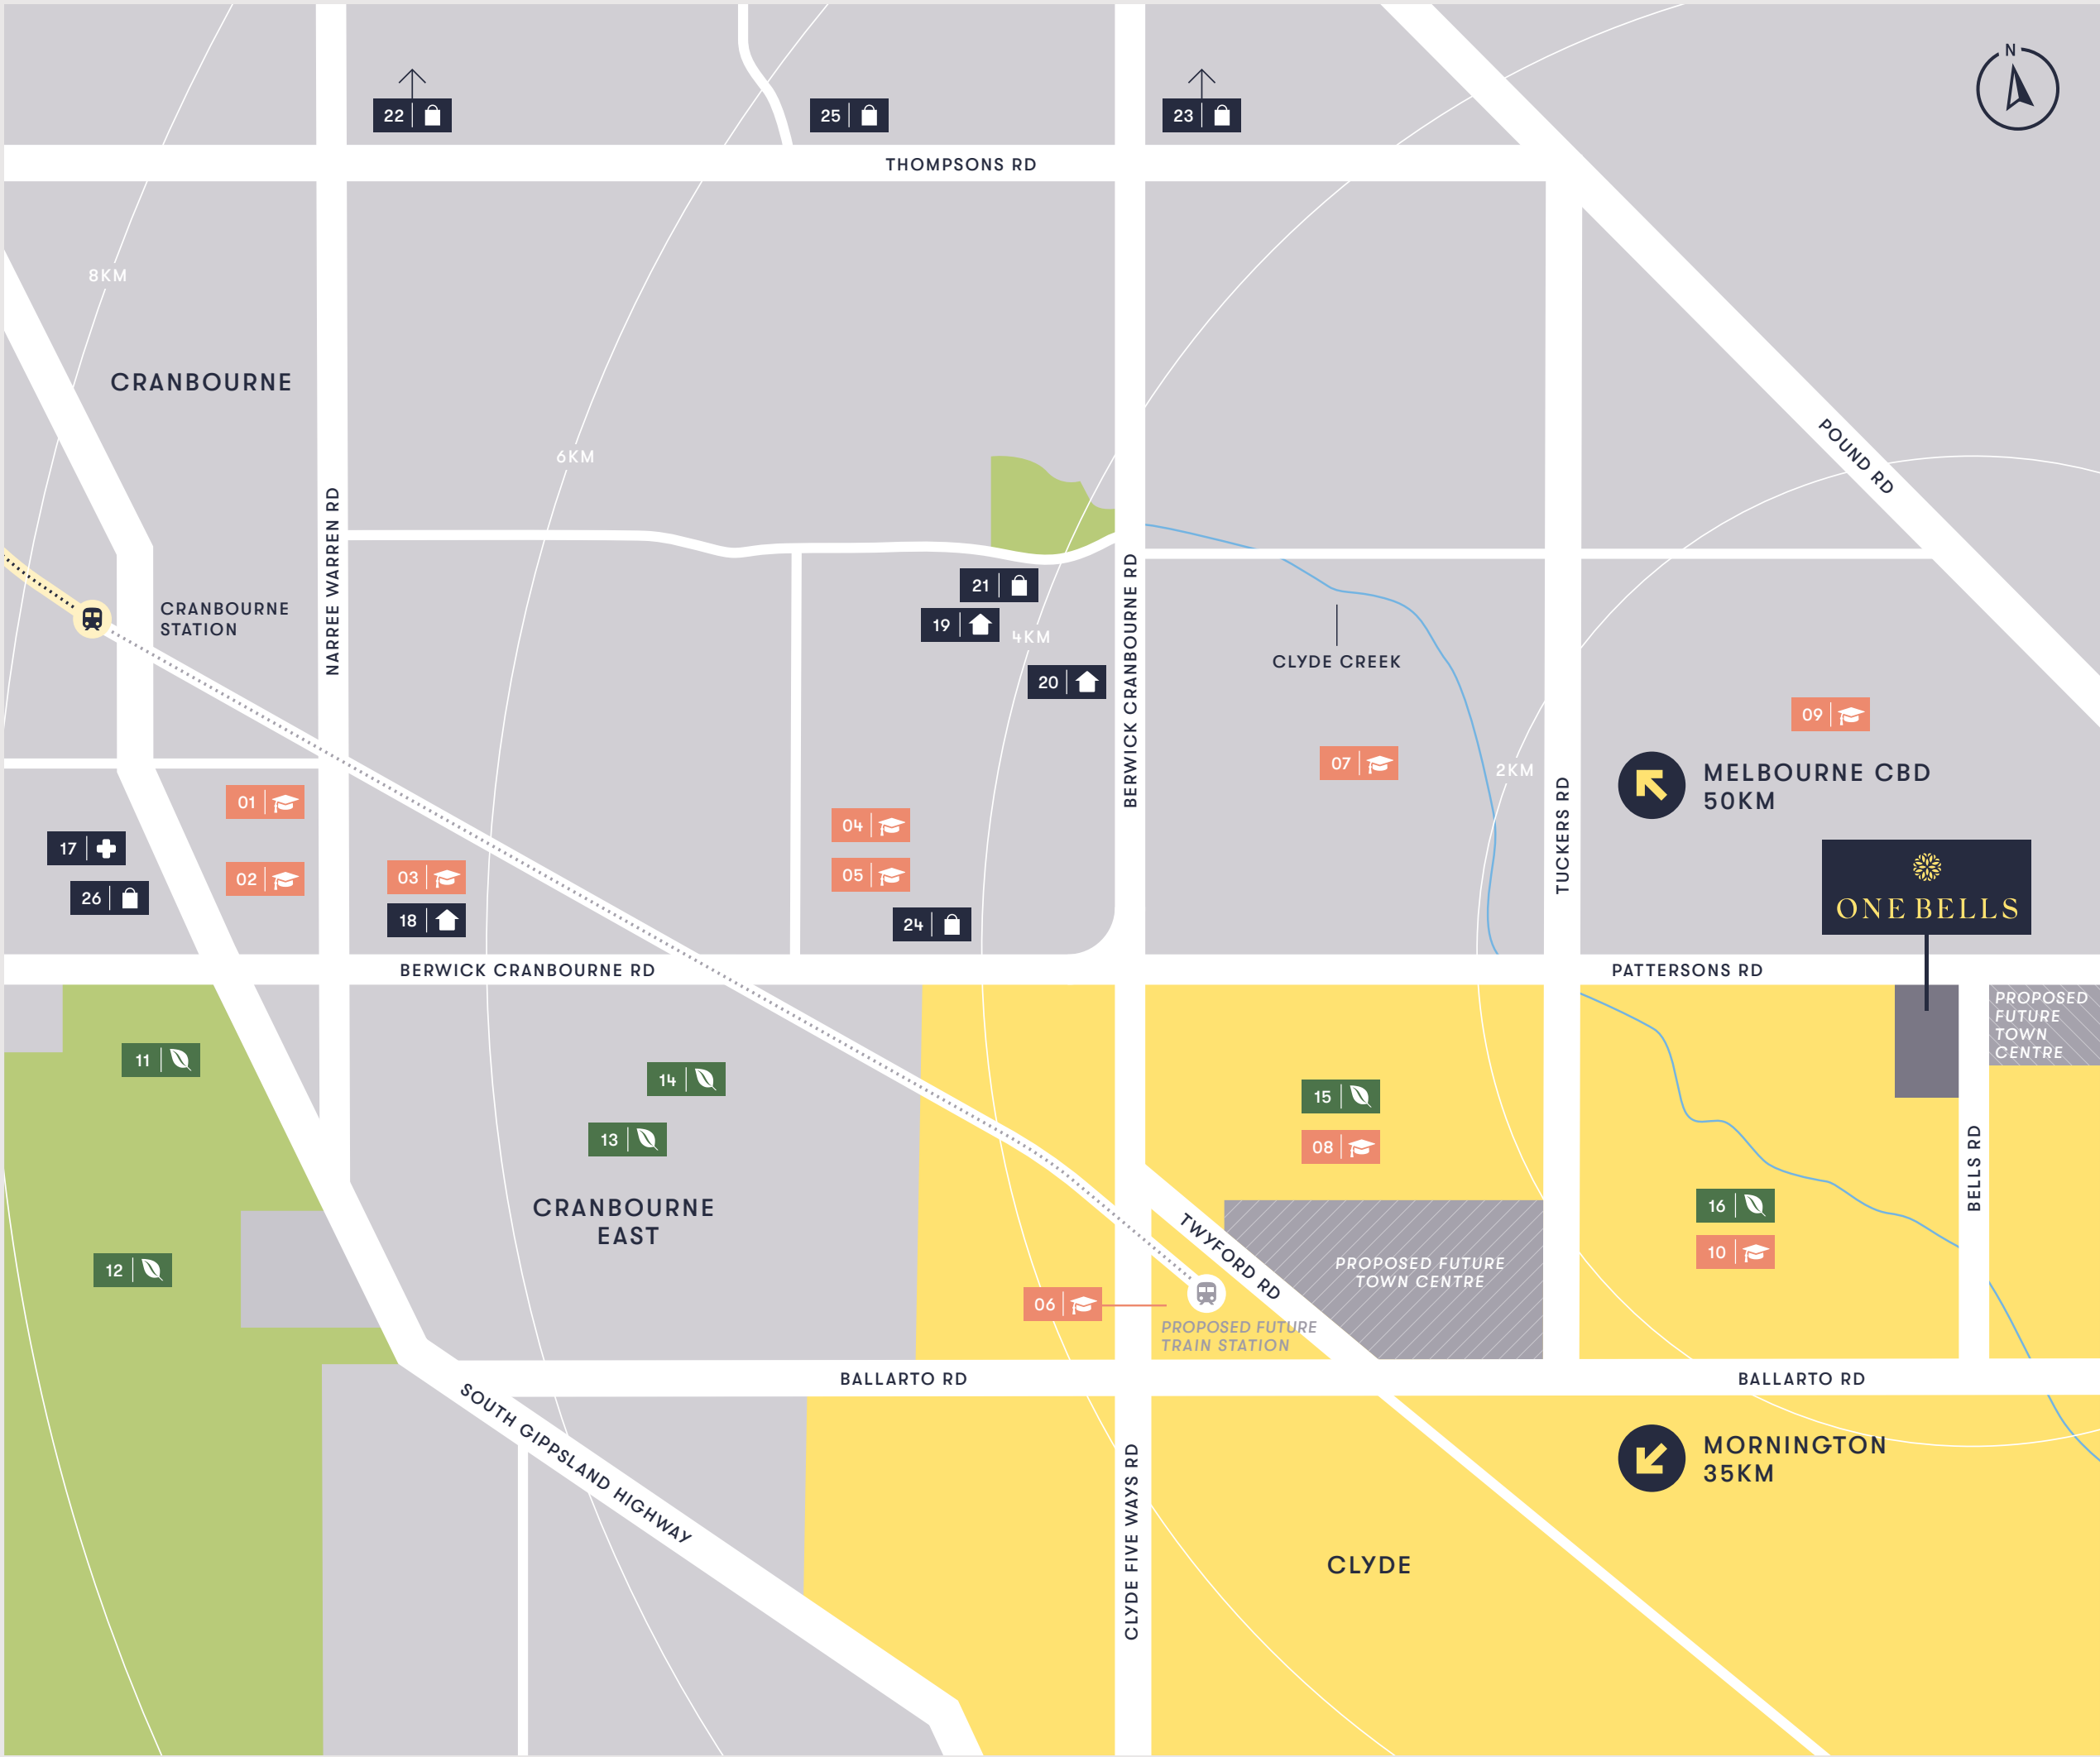 N
22
25
23
THOMPSONS RD
8KM
CRANBOURNE
6KM
POUND RD
NARREE WARREN RD
BERWICK CRANBOURNE RD
21
19
4KM
20
CRANBOURNE
STATION
CLYDE CREEK
09
07
2KM
MELBOURNE CBD
50KM
TUCKERS RD
01
04
17
02
03
05
26
18
24
ONE BELLS
BERWICK CRANBOURNE RD
PATTERSONS RD
PROPOSED
FUTURE
TOWN
CENTRE
11
14
15
13
08
BELLS RD
16
10
CRANBOURNE
EAST
12
TWYFORD RD
PROPOSED FUTURE
TOWN CENTRE
06
PROPOSED FUTURE
TRAIN STATION
BALLARTO RD
BALLARTO RD
SOUTH GIPPSLAND HIGHWAY
CLYDE FIVE WAYS RD
MORNINGTON
35KM
CLYDE